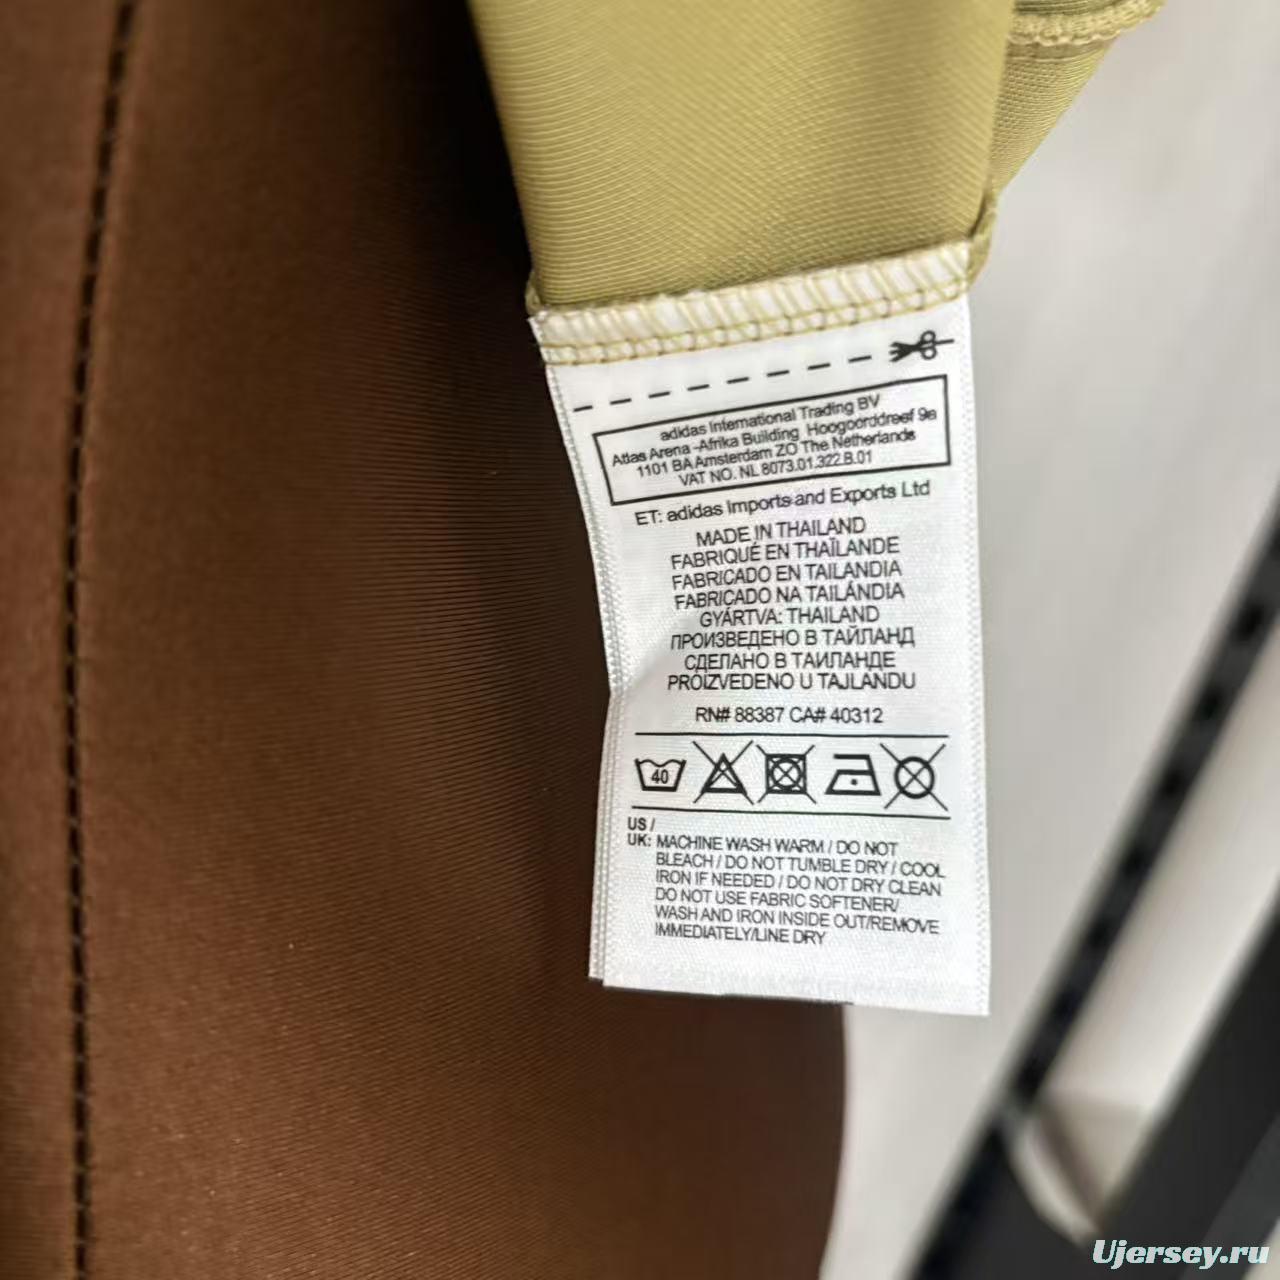 adidas International Trading BV
Atlas Arena -Afrika Building Hoogoorddreef 9a
1101 BA Amsterdam ZO The Netherlands
VAT NO. NL 8073.01.322.B.01
ET: adidas Imports and Exports Ltd
MADE IN THAILAND
FABRIQUÉ EN THAÏLANDE
FABRICADO EN TAILANDIA
FABRICADO NA TAILÁNDIA
GYÁRTVA: THAILAND
ПРОИЗВЕДЕНО В ТАЙЛАНД
СДЕЛАНО В ТАИЛАНДЕ
PROIZVEDENO U TAJLANDU
RN# 88387 CA# 40312
40
US /
UK: MACHINE WASH WARM / DO NOT
BLEACH / DO NOT TUMBLE DRY / COOL
IRON IF NEEDED / DO NOT DRY CLEAN
DO NOT USE FABRIC SOFTENER/
WASH AND IRON INSIDE OUT/REMOVE
IMMEDIATELY/LINE DRY
Ujersey.ru